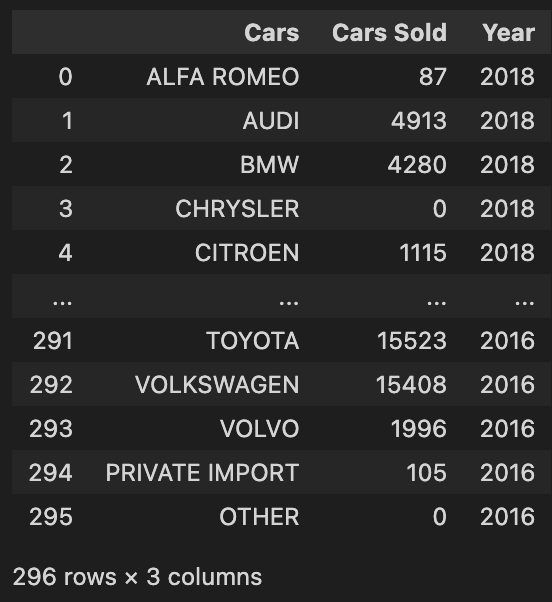 Cars Cars Sold Year
0 ALFA ROMEO 87 2018
1 AUDI 4913 2018
2 BMW 4280 2018
3 CHRYSLER 0 2018
4 CITROEN 1115 2018
... ... ... ...
291 TOYOTA 15523 2016
292 VOLKSWAGEN 15408 2016
293 VOLVO 1996 2016
294 PRIVATE IMPORT 105 2016
295 OTHER 0 2016
296 rows × 3 columns